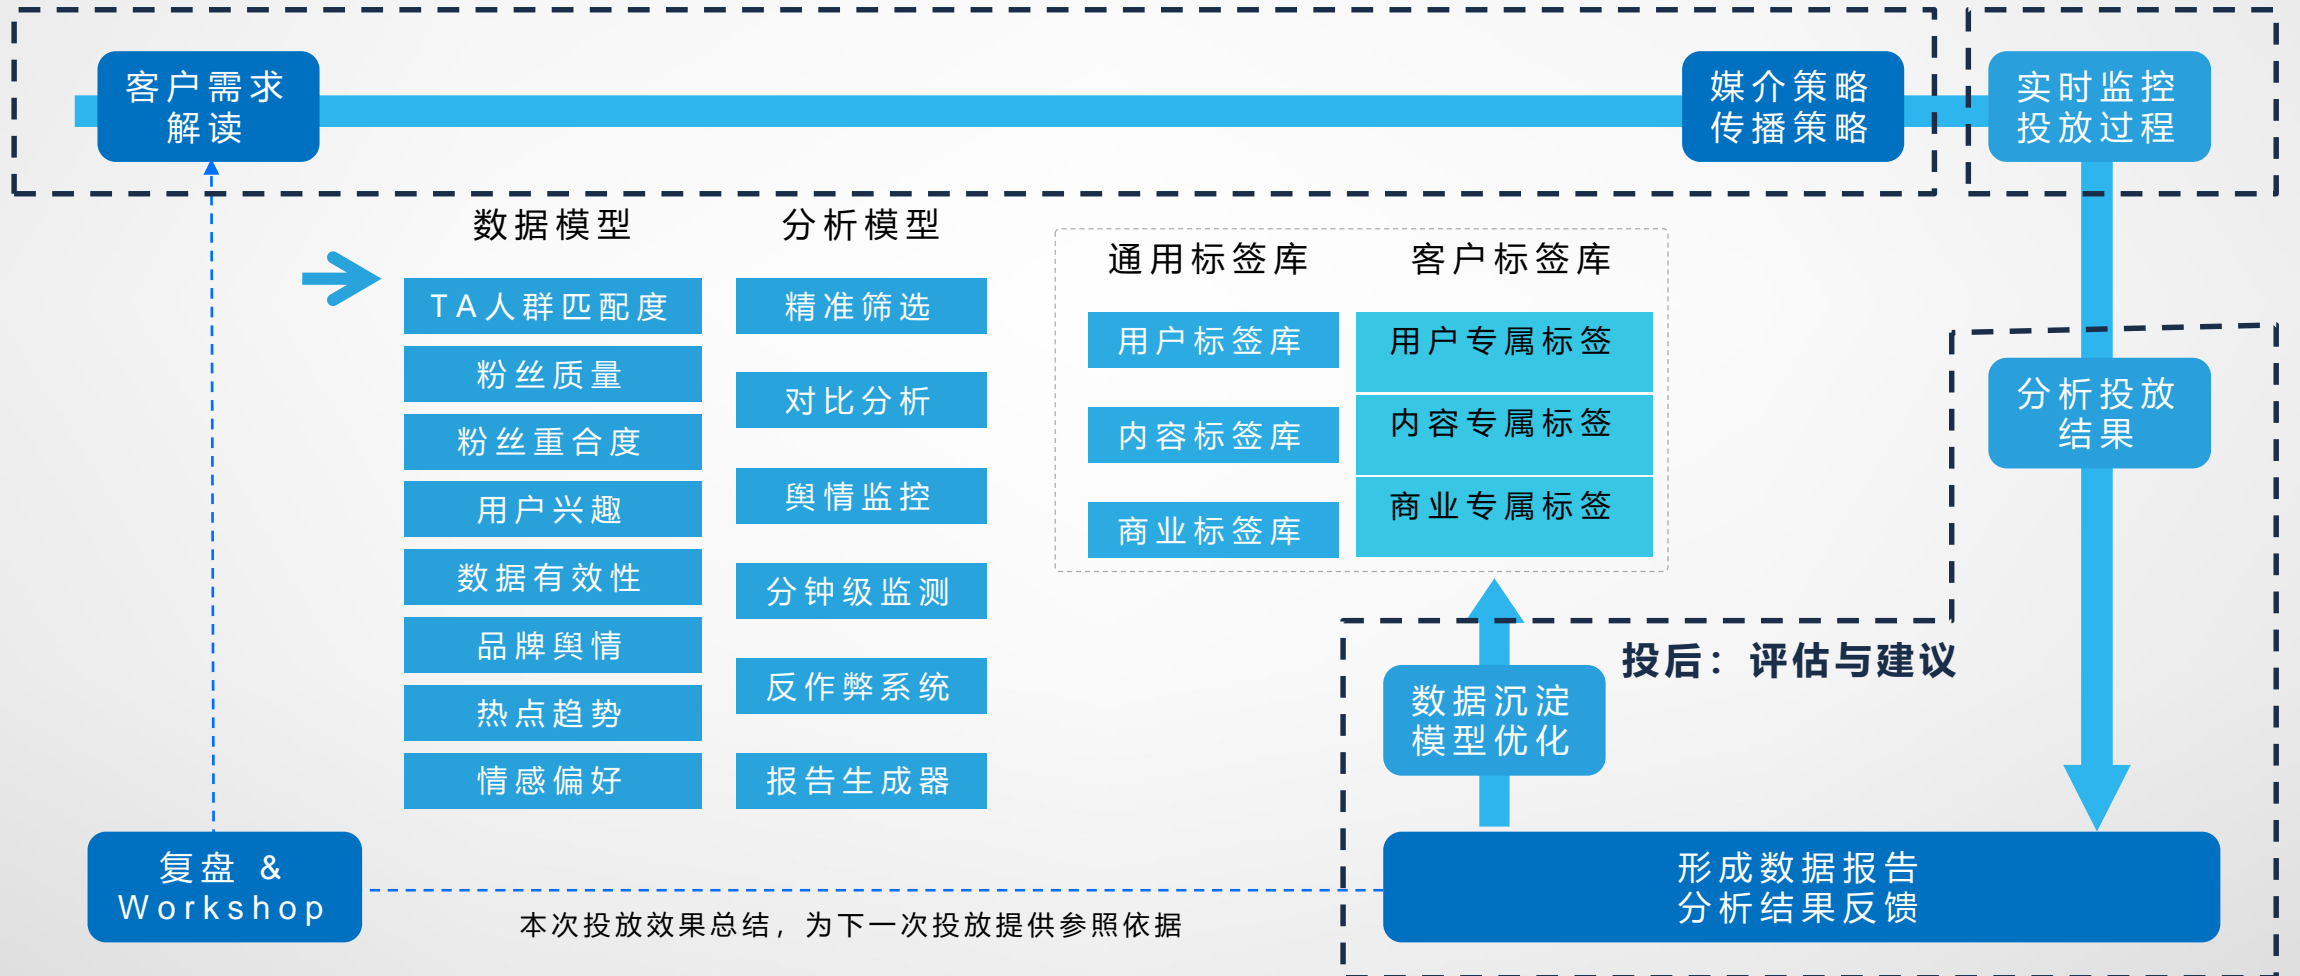 客户需求
解读
媒介策略
传播策略
实时监控
投放过程
数据模型
TA人群匹配度
粉丝质量
粉丝重合度
用户兴趣
数据有效性
品牌舆情
热点趋势
情感偏好
分析模型
精准筛选
对比分析
舆情监控
分钟级监测
反作弊系统
报告生成器
通用标签库
用户标签库
内容标签库
商业标签库
客户标签库
用户专属标签
内容专属标签
商业专属标签
分析投放
结果
投后：评估与建议
数据沉淀
模型优化
复盘 &
Workshop
本次投放效果总结，为下一次投放提供参照依据
形成数据报告
分析结果反馈